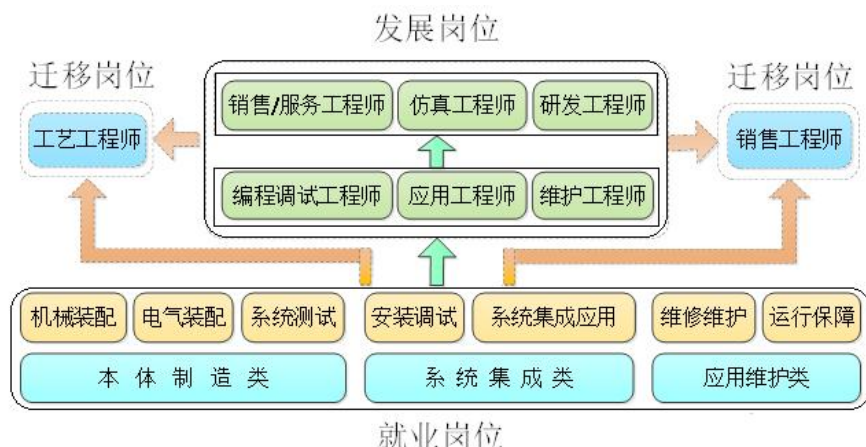 发展岗位
迁移岗位
迁移岗位
销售/服务工程师
仿真工程师
研发工程师
工艺工程师
销售工程师
编程调试工程师
应用工程师
维护工程师
机械装配
电气装配
系统测试
安装调试
系统集成应用
维修维护
运行保障
本体制造类
系统集成类
应用维护类
就业岗位